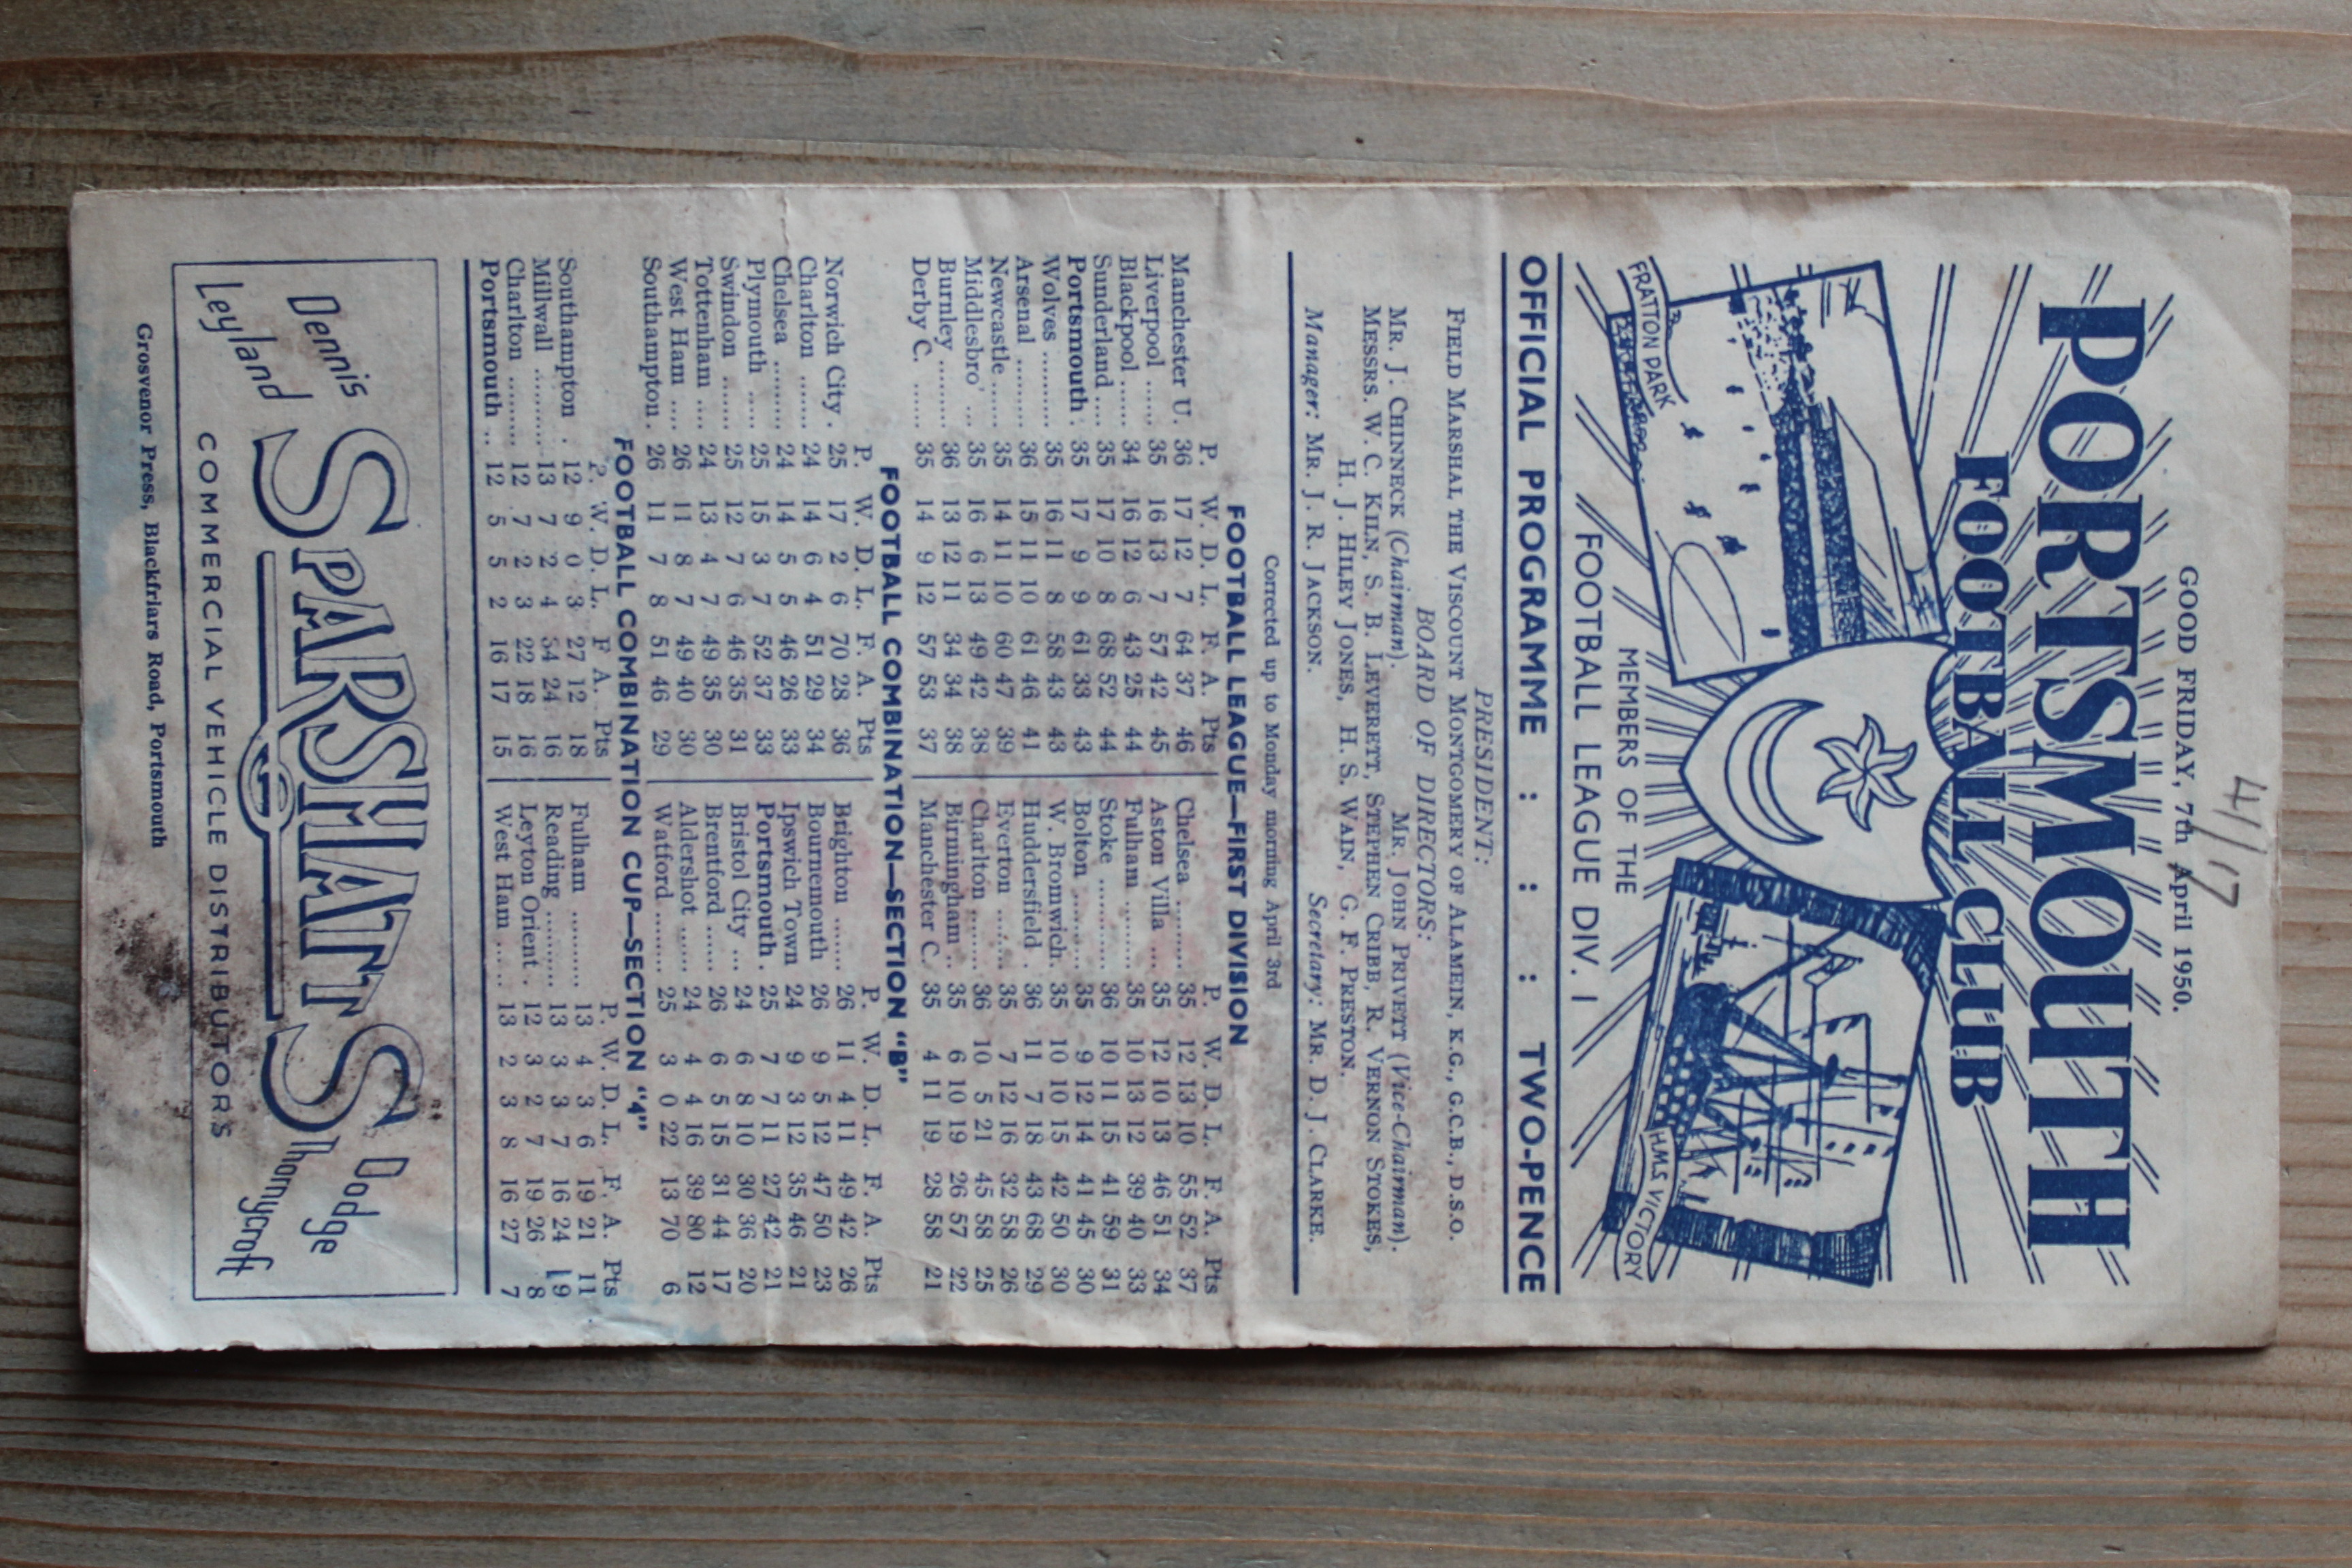 41/17
GOOD FRIDAY, 7th April 1950.
PORTSMOUTH
FOOTBALL CLUB
FRATTON PARK
H.M.S. VICTORY
MEMBERS OF THE
FOOTBALL LEAGUE DIV. 1
OFFICIAL PROGRAMME : : : TWO-PENCE
PRESIDENT:
FIELD MARSHAL THE VISCOUNT MONTGOMERY OF ALAMEIN, K.G., G.C.B., D.S.O.
BOARD OF DIRECTORS:
MR. J. CHINNECK (Chairman). MR. JOHN PRIVETT (Vice-Chairman).
MESSRS. W. C. KILN, S. B. LEVERETT, STEPHEN CRIBB, R. VERNON STOKES,
H. J. HILEY JONES, H. S. WAIN, G. F. PRESTON.
Manager: MR. J. R. JACKSON. Secretary: MR. D. J. CLARKE.
Corrected up to Monday morning April 3rd
FOOTBALL LEAGUE—FIRST DIVISION
P. W. D. L. F. A. Pts P. W. D. L. F. A. Pts
Manchester U. 36 17 12 7 64 37 46 Chelsea ......... 35 12 13 10 55 52 37
Liverpool ...... 35 16 13 7 57 42 45 Aston Villa .... 35 12 10 13 46 51 34
Blackpool ...... 34 16 12 6 43 25 44 Fulham ......... 35 10 13 12 39 40 33
Sunderland .... 35 17 10 8 68 52 44 Stoke ........... 36 10 11 15 41 59 31
Portsmouth . 35 17 9 9 61 33 43 Bolton .......... 35 9 12 14 41 45 30
Wolves .......... 35 16 11 8 58 43 43 W. Bromwich. 35 10 10 15 42 50 30
Arsenal ......... 36 15 11 10 61 46 41 Huddersfield . 36 11 7 18 43 68 29
Newcastle ...... 35 14 11 10 60 47 39 Everton ....... 35 7 12 16 32 58 26
Middlesbro' ... 35 16 6 13 49 42 38 Charlton ....... 36 10 5 21 45 58 25
Burnley ......... 36 13 12 11 34 34 38 Birmingham .. 35 6 10 19 26 57 22
Derby C. ...... 35 14 9 12 57 53 37 Manchester C. 35 4 11 19 28 58 21
FOOTBALL COMBINATION—SECTION "B"
P. W. D. L. F. A. Pts P. W. D. L. F. A. Pts
Norwich City . 25 17 2 6 70 28 36 Brighton ...... 26 11 4 11 49 42 26
Charlton ...... 24 14 6 4 51 29 34 Bournemouth 26 9 5 12 47 50 23
Chelsea ......... 24 14 5 5 46 26 33 Ipswich Town 24 9 3 12 35 46 21
Plymouth ...... 25 15 3 7 52 37 33 Portsmouth . 25 7 7 11 27 42 21
Swindon ....... 25 12 7 6 46 35 31 Bristol City ... 24 6 8 10 30 36 20
Tottenham .... 24 13 4 7 49 35 30 Brentford ...... 26 6 5 15 31 44 17
West Ham .... 26 11 8 7 49 40 30 Aldershot ...... 24 4 4 16 39 80 12
Southampton . 26 11 7 8 51 46 29 Watford ......... 25 3 0 22 13 70 6
FOOTBALL COMBINATION CUP—SECTION "4"
P. W. D. L. F A. Pts P. W. D. L. F. A. Pts
Southampton . 12 9 0 3 27 12 18 Fulham ......... 13 4 3 6 19 21 11
Millwall .......... 13 7 2 4 54 24 16 Reading ......... 13 3 3 7 16 24 19
Charlton ......... 12 7 2 3 22 18 16 Leyton Orient . 12 3 2 7 19 26 8
Portsmouth .. 12 5 5 2 16 17 15 West Ham ...... 13 2 3 8 16 27 7
Dennis Leyland
SPARSHATTS
Dodge Thornycroft
COMMERCIAL VEHICLE DISTRIBUTORS
Grosvenor Press, Blackfriars Road, Portsmouth